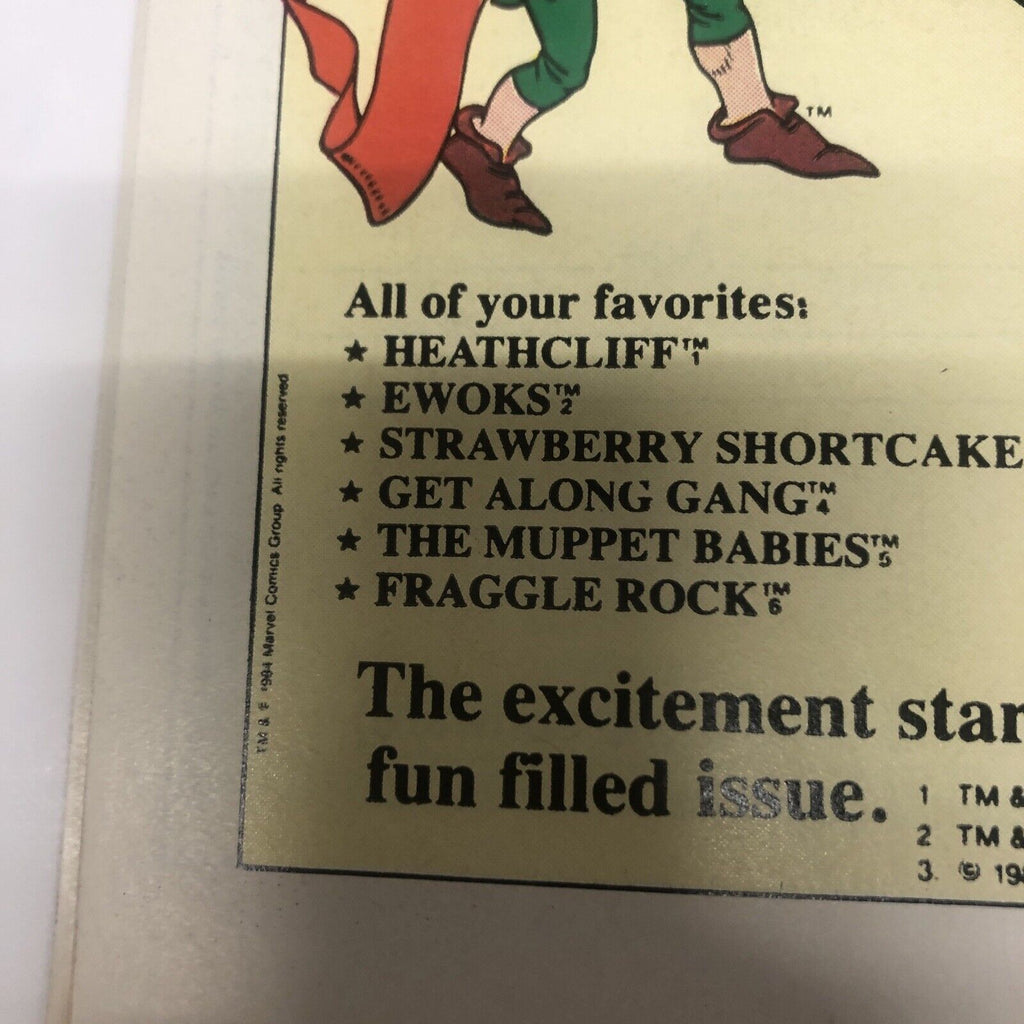 TM
All of your favorites:
★ HEATHCLIFF™1
★ EWOKS™2
★ STRAWBERRY SHORTCAKE
★ GET ALONG GANG™4
★ THE MUPPET BABIES™5
★ FRAGGLE ROCK™6
The excitement star
fun filled issue.
1 TM &
2 TM &
3. © 198
TM & © 1984 Marvel Comics Group All rights reserved